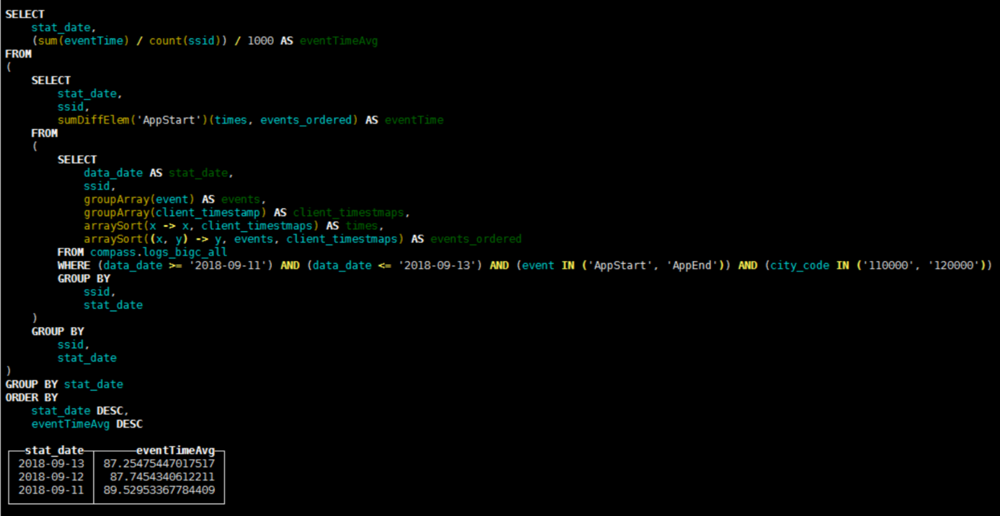 SELECT
    stat_date,
    (sum(eventTime) / count(ssid)) / 1000 AS eventTimeAvg
FROM
(
    SELECT
        stat_date,
        ssid,
        sumDiffElem('AppStart')(times, events_ordered) AS eventTime
    FROM
    (
        SELECT
            data_date AS stat_date,
            ssid,
            groupArray(event) AS events,
            groupArray(client_timestamp) AS client_timestmaps,
            arraySort(x -> x, client_timestmaps) AS times,
            arraySort((x, y) -> y, events, client_timestmaps) AS events_ordered
        FROM compass.logs_bigc_all
        WHERE (data_date >= '2018-09-11') AND (data_date <= '2018-09-13') AND (event IN ('AppStart', 'AppEnd')) AND (city_code IN ('110000', '120000'))
        GROUP BY
            ssid,
            stat_date
    )
    GROUP BY
        ssid,
        stat_date
)
GROUP BY stat_date
ORDER BY
    stat_date DESC,
    eventTimeAvg DESC
stat_date eventTimeAvg
2018-09-13 87.25475447017517
2018-09-12 87.7454340612211
2018-09-11 89.52953367784409